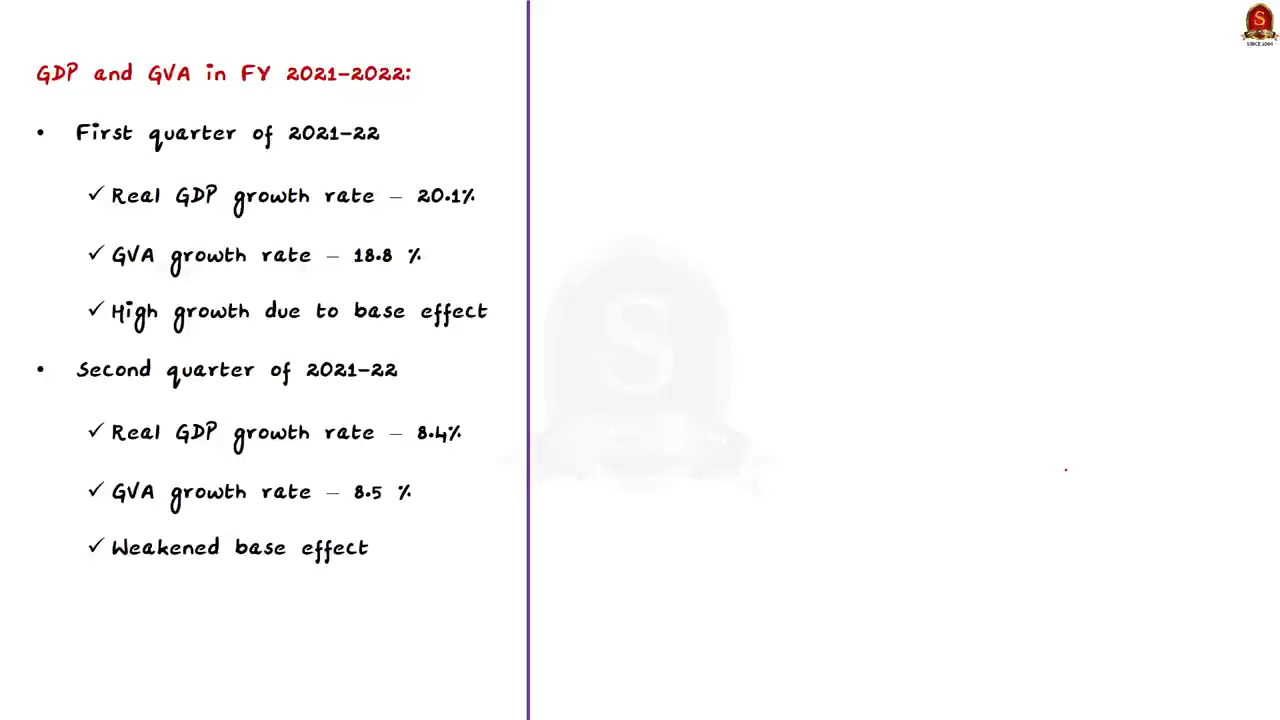 GDP and GVA in FY 2021-2022:
• First quarter of 2021-22
✓ Real GDP growth rate – 20.1%
✓ GVA growth rate – 18.8 %
✓ High growth due to base effect
• Second quarter of 2021-22
✓ Real GDP growth rate – 8.4%
✓ GVA growth rate – 8.5 %
✓ Weakened base effect
S
SINCE 2004
S